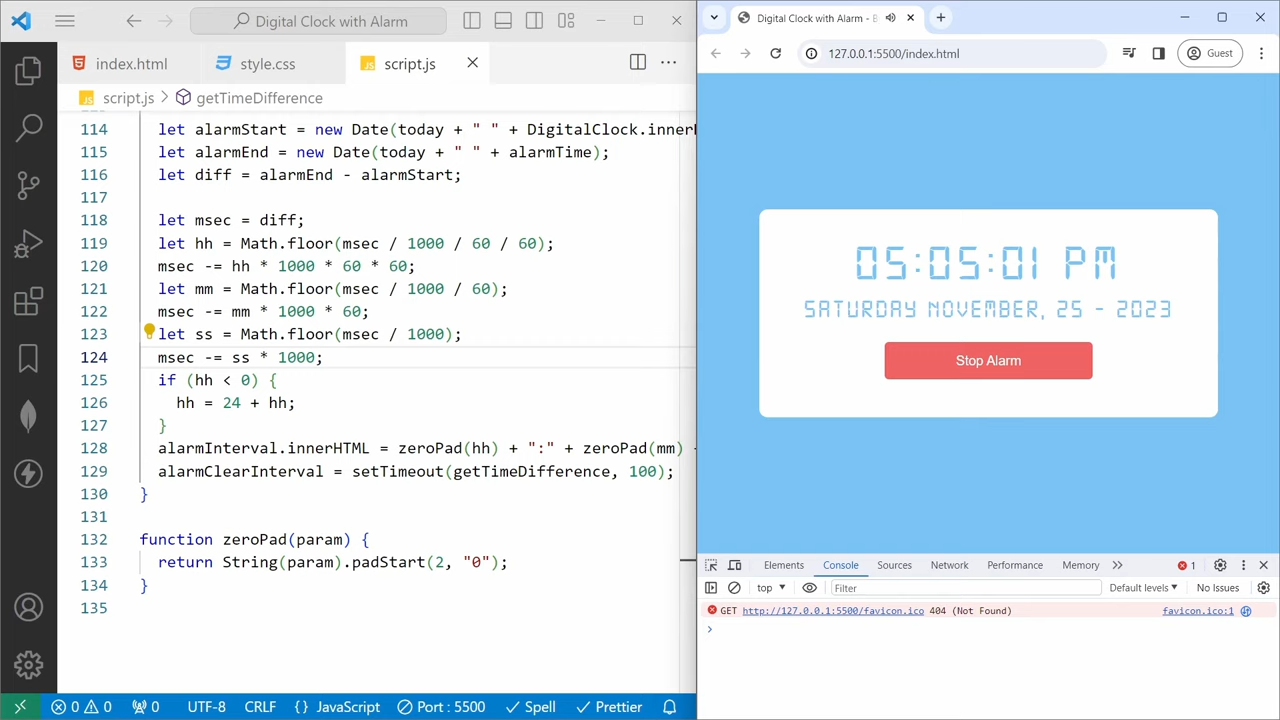 Digital Clock with Alarm
index.html
style.css
JS script.js
JS script.js > getTimeDifference
114 let alarmStart = new Date(today + " " + DigitalClock.inner
115 let alarmEnd = new Date(today + " " + alarmTime);
116 let diff = alarmEnd - alarmStart;
117
118 let msec = diff;
119 let hh = Math.floor(msec / 1000 / 60 / 60);
120 msec -= hh * 1000 * 60 * 60;
121 let mm = Math.floor(msec / 1000 / 60);
122 msec -= mm * 1000 * 60;
123 let ss = Math.floor(msec / 1000);
124 msec -= ss * 1000;
125 if (hh < 0) {
126 hh = 24 + hh;
127 }
128 alarmInterval.innerHTML = zeroPad(hh) + ":" + zeroPad(mm)
129 alarmClearInterval = setTimeout(getTimeDifference, 100);
130 }
131
132 function zeroPad(param) {
133 return String(param).padStart(2, "0");
134 }
135
0 0 0 UTF-8 CRLF {} JavaScript Port : 5500 Spell Prettier
Digital Clock with Alarm -
127.0.0.1:5500/index.html Guest
05:05:01 PM
SATURDAY NOVEMBER, 25 - 2023
Stop Alarm
Elements Console Sources Network Performance Memory 1
top Filter Default levels No Issues
GET http://127.0.0.1:5500/favicon.ico 404 (Not Found) favicon.ico:1